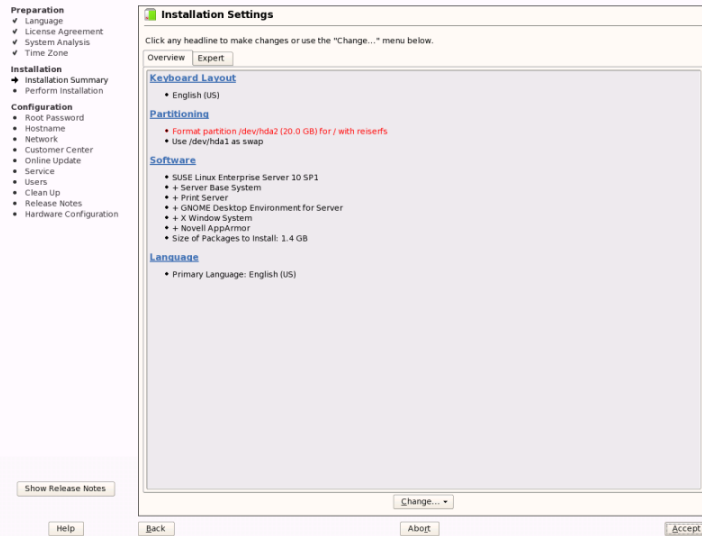 Preparation
Language
License Agreement
System Analysis
Time Zone
Installation
Installation Summary
Perform Installation
Configuration
Root Password
Hostname
Network
Customer Center
Online Update
Service
Users
Clean Up
Release Notes
Hardware Configuration
Show Release Notes
Help
Installation Settings
Click any headline to make changes or use the "Change..." menu below.
Overview Expert
Keyboard Layout
English (US)
Partitioning
Format partition /dev/hda2 (20.0 GB) for / with reiserfs
Use /dev/hda1 as swap
Software
SUSE Linux Enterprise Server 10 SP1
+ Server Base System
+ Print Server
+ GNOME Desktop Environment for Server
+ X Window System
+ Novell AppArmor
Size of Packages to Install: 1.4 GB
Language
Primary Language: English (US)
Change...
Back Abort Accept